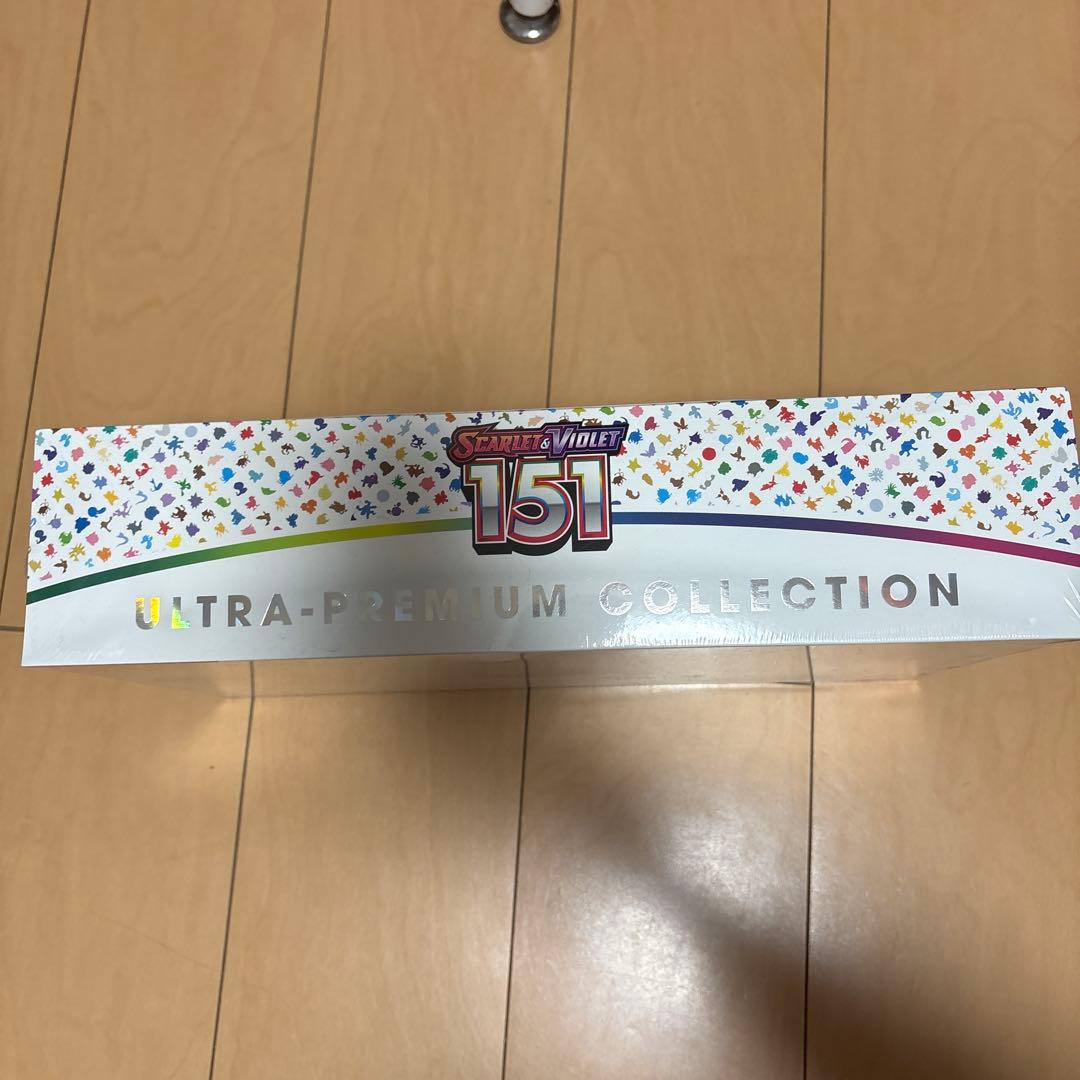 SCARLET & VIOLET
151
ULTRA-PREMIUM COLLECTION